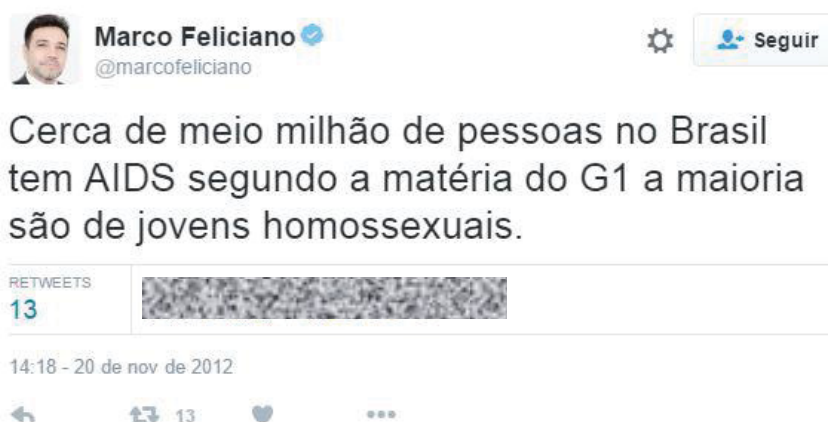 Marco Feliciano
Seguir
@marcofeliciano
Cerca de meio milhão de pessoas no Brasil
tem AIDS segundo a matéria do G1 a maioria
são de jovens homossexuais.
RETWEETS
13
14:18 - 20 de nov de 2012
13